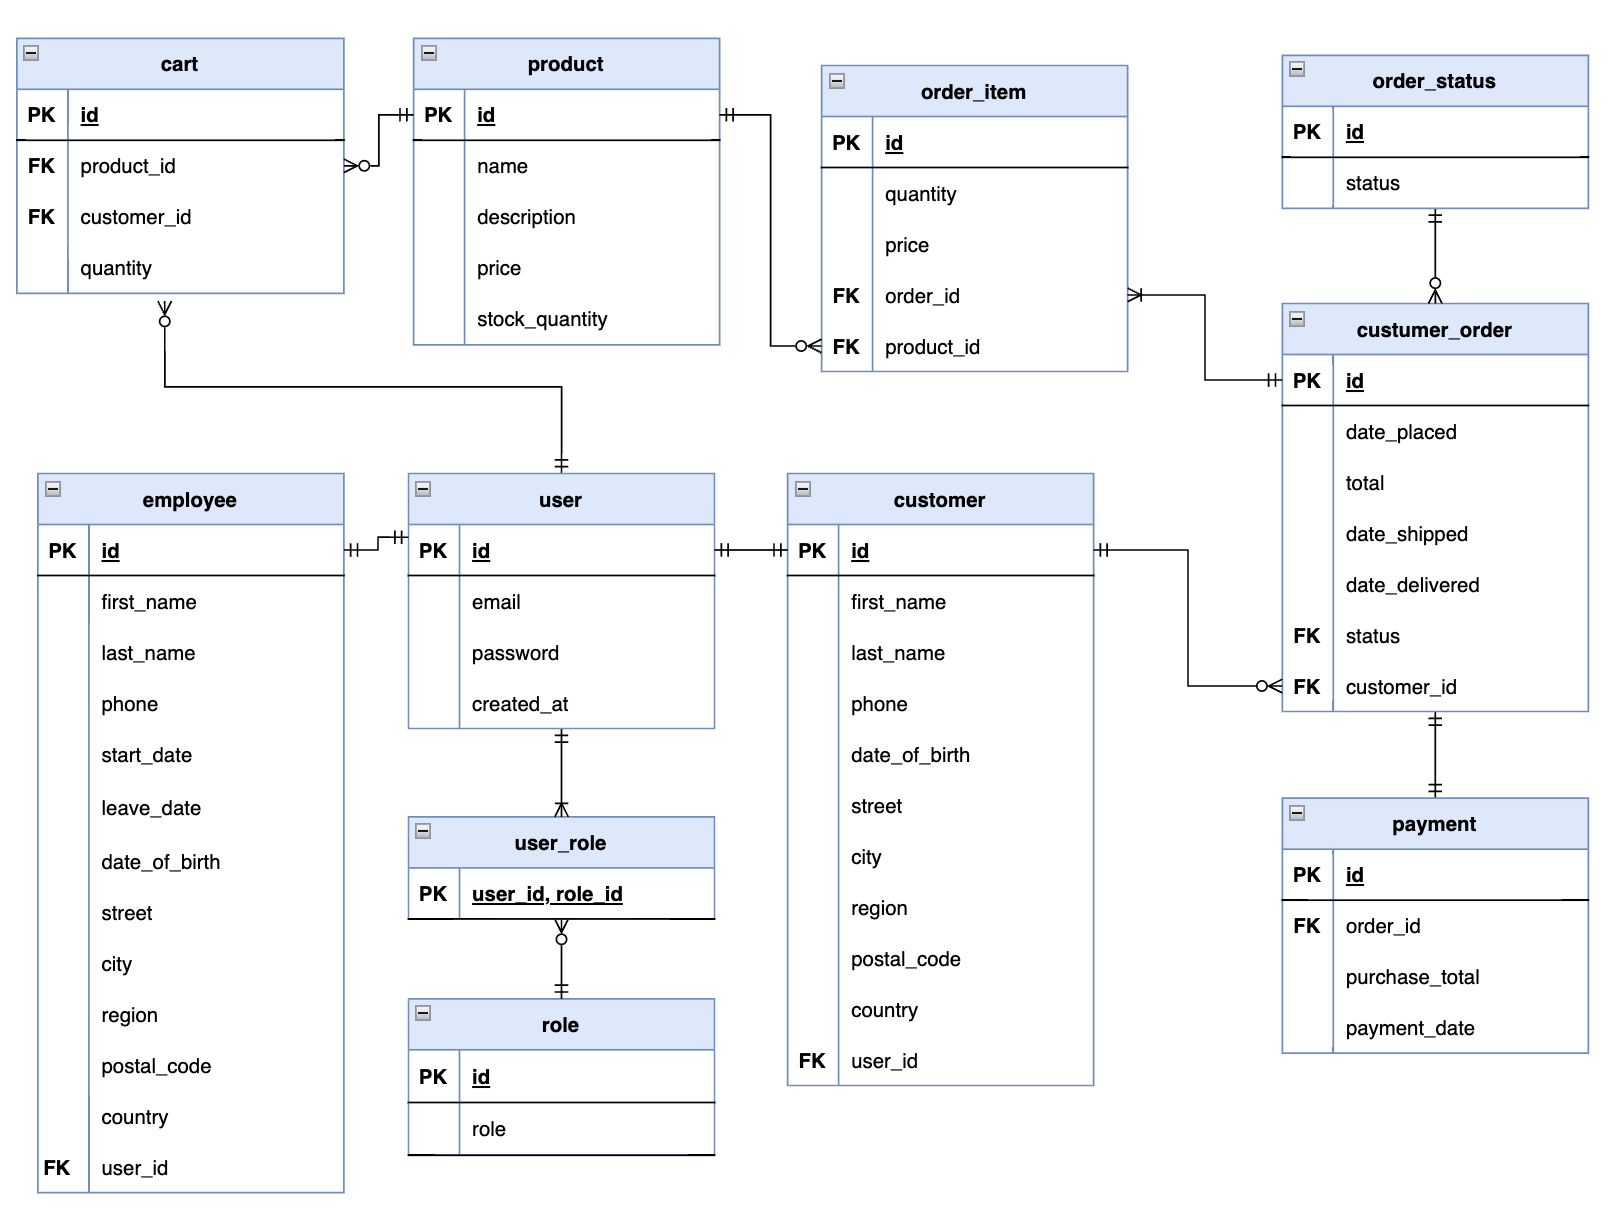 cart
PK id
FK product_id
FK customer_id
quantity
product
PK id
name
description
price
stock_quantity
order_item
PK id
quantity
price
FK order_id
FK product_id
order_status
PK id
status
custumer_order
PK id
date_placed
total
date_shipped
date_delivered
FK status
FK customer_id
employee
PK id
first_name
last_name
phone
start_date
leave_date
date_of_birth
street
city
region
postal_code
country
FK user_id
user
PK id
email
password
created_at
user_role
PK user_id, role_id
role
PK id
role
customer
PK id
first_name
last_name
phone
date_of_birth
street
city
region
postal_code
country
FK user_id
payment
PK id
FK order_id
purchase_total
payment_date